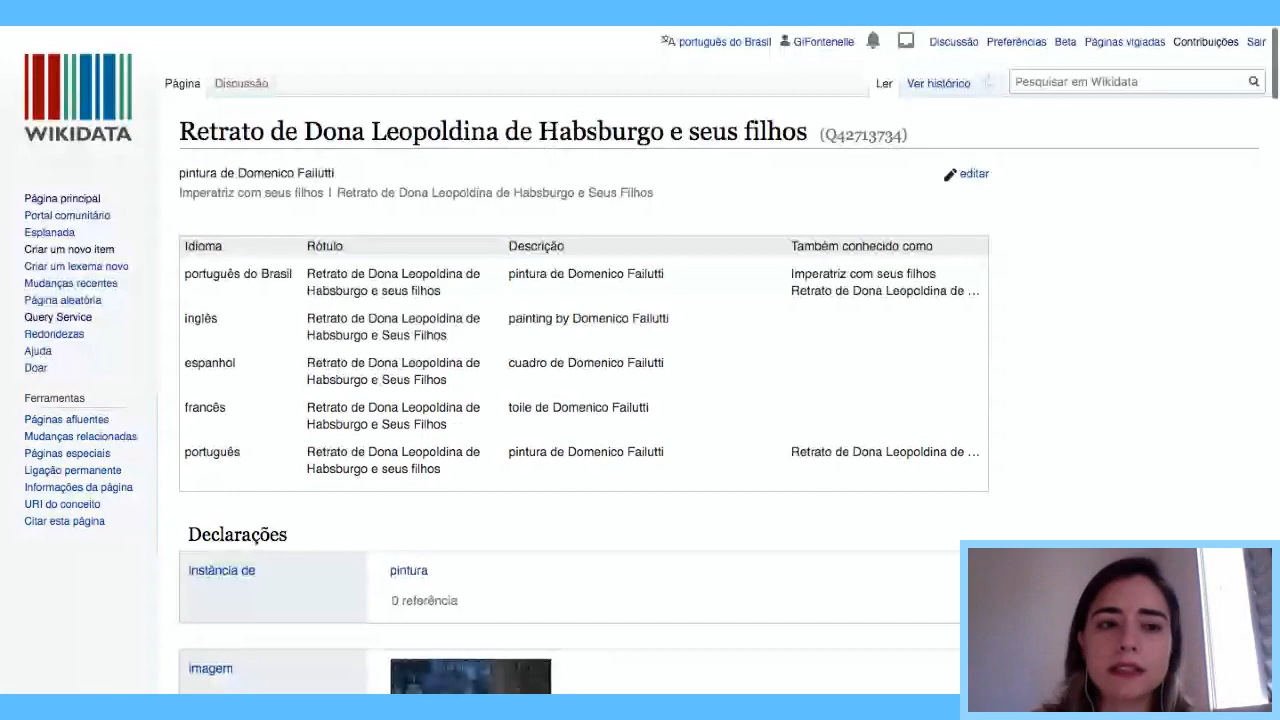 português do Brasil GiFontenelle Discussão Preferências Beta Páginas vigiadas Contribuições Sair
Página Discussão Ler Ver histórico Pesquisar em Wikidata
WIKIDATA
Retrato de Dona Leopoldina de Habsburgo e seus filhos (Q42713734)
pintura de Domenico Failutti
editar
Imperatriz com seus filhos | Retrato de Dona Leopoldina de Habsburgo e Seus Filhos
Página principal
Portal comunitário
Esplanada
Criar um novo item
Criar um lexema novo
Mudanças recentes
Página aleatória
Query Service
Redondezas
Ajuda
Doar
Ferramentas
Páginas afluentes
Mudanças relacionadas
Páginas especiais
Ligação permanente
Informações da página
URI do conceito
Citar esta página
Idioma Rótulo Descrição Também conhecido como
português do Brasil Retrato de Dona Leopoldina de pintura de Domenico Failutti Imperatriz com seus filhos
Habsburgo e seus filhos Retrato de Dona Leopoldina de ...
inglês Retrato de Dona Leopoldina de painting by Domenico Failutti
Habsburgo e Seus Filhos
espanhol Retrato de Dona Leopoldina de cuadro de Domenico Failutti
Habsburgo e Seus Filhos
francês Retrato de Dona Leopoldina de toile de Domenico Failutti
Habsburgo e Seus Filhos
português Retrato de Dona Leopoldina de pintura de Domenico Failutti Retrato de Dona Leopoldina de ...
Habsburgo e seus filhos
Declarações
instância de pintura
0 referência
imagem